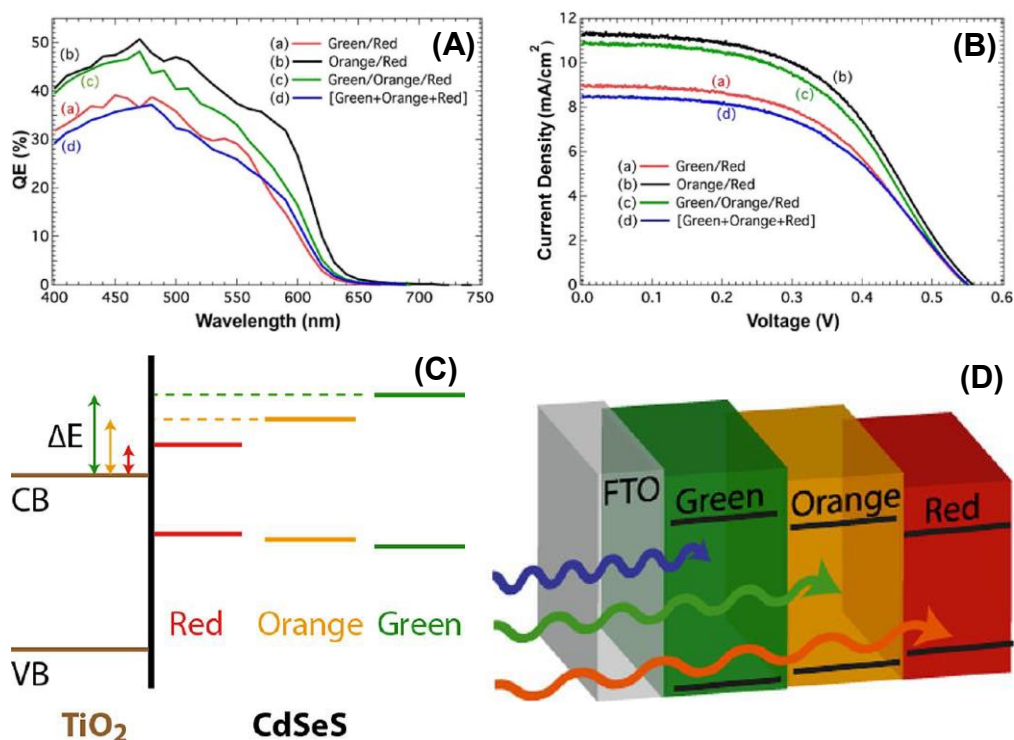 (A)
QE (%)
50
40
30
20
10
0
400
450
500
550
600
650
700
750
Wavelength (nm)
(b)
(c)
(a)
(d)
(a) Green/Red
(b) Orange/Red
(c) Green/Orange/Red
(d) [Green+Orange+Red]
(B)
Current Density (mA/cm²)
12
10
8
6
4
2
0
0.0
0.1
0.2
0.3
0.4
0.5
0.6
Voltage (V)
(a)
(b)
(c)
(d)
(a) Green/Red
(b) Orange/Red
(c) Green/Orange/Red
(d) [Green+Orange+Red]
(C)
ΔE
CB
VB
Red
Orange
Green
TiO₂
CdSeS
(D)
FTO
Green
Orange
Red